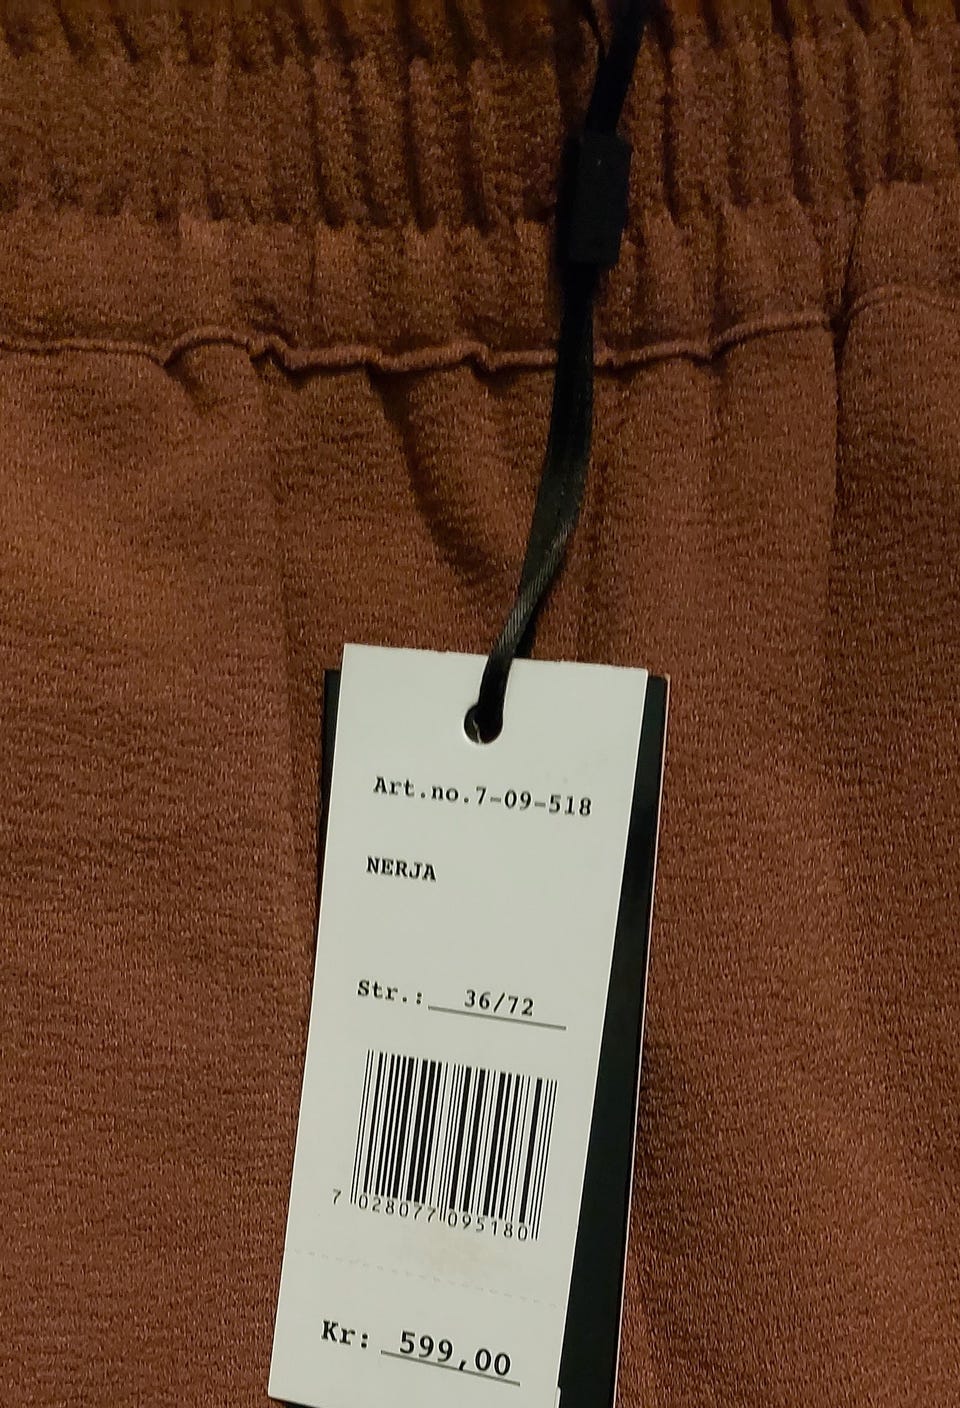 Art.no.7-09-518
NERJA
Str.: 36/72
7 028077 095180
Kr: 599,00